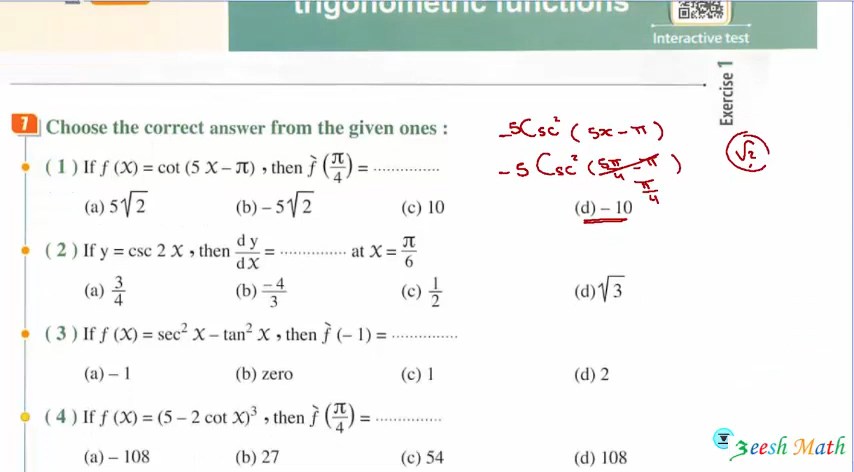 trigonometric functions
Interactive test
Exercise 1
1 Choose the correct answer from the given ones :
-5Csc² (5x-π)
√2
(1) If f(X) = cot (5 X – π) , then f̀ (π/4) = ...............
-5 Csc² (5π/4 - π)
π/4
(a) 5√2 (b) – 5√2 (c) 10 (d) – 10
(2) If y = csc 2 X , then dy/dX = ............... at X = π/6
(a) 3/4 (b) –4/3 (c) 1/2 (d) √3
(3) If f(X) = sec² X – tan² X , then f̀ (– 1) = ...............
(a) – 1 (b) zero (c) 1 (d) 2
(4) If f(X) = (5 – 2 cot X)³ , then f̀ (π/4) = ...............
(a) – 108 (b) 27 (c) 54 (d) 108
Zeesh Math